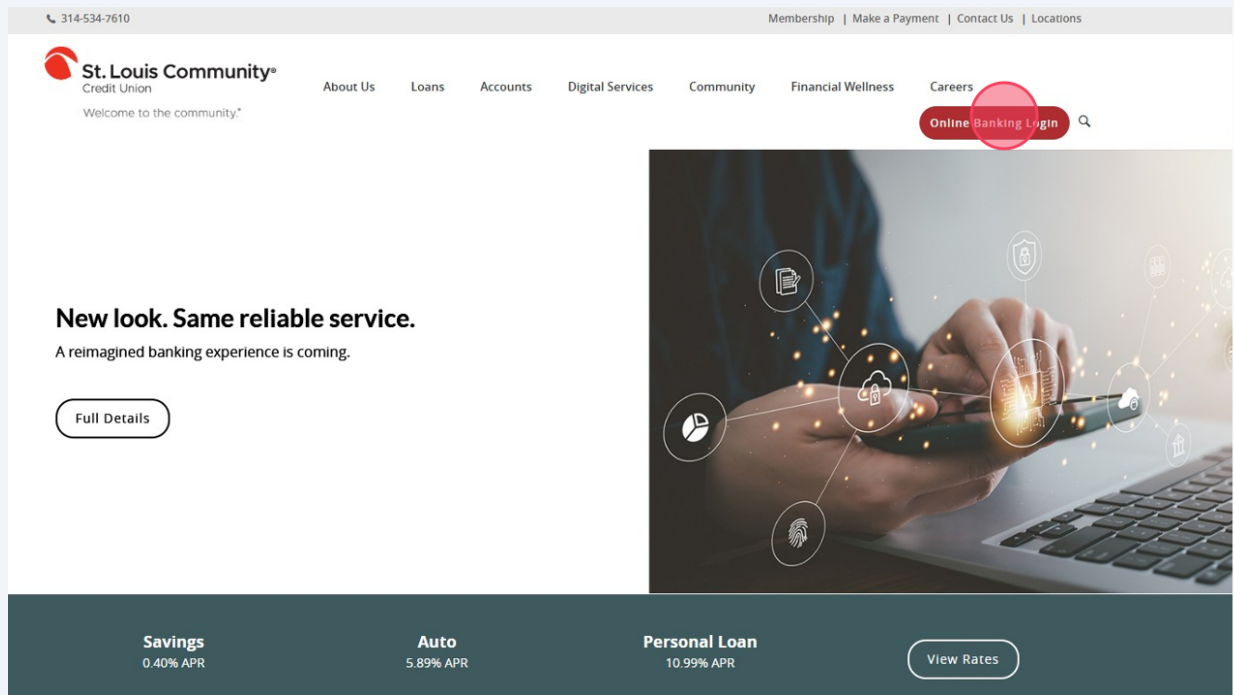 314-534-7610
Membership | Make a Payment | Contact Us | Locations
St. Louis Community®
Credit Union
Welcome to the community.®
About Us Loans Accounts Digital Services Community Financial Wellness Careers
Online Banking Login
New look. Same reliable service.
A reimagined banking experience is coming.
Full Details
Savings
0.40% APR
Auto
5.89% APR
Personal Loan
10.99% APR
View Rates